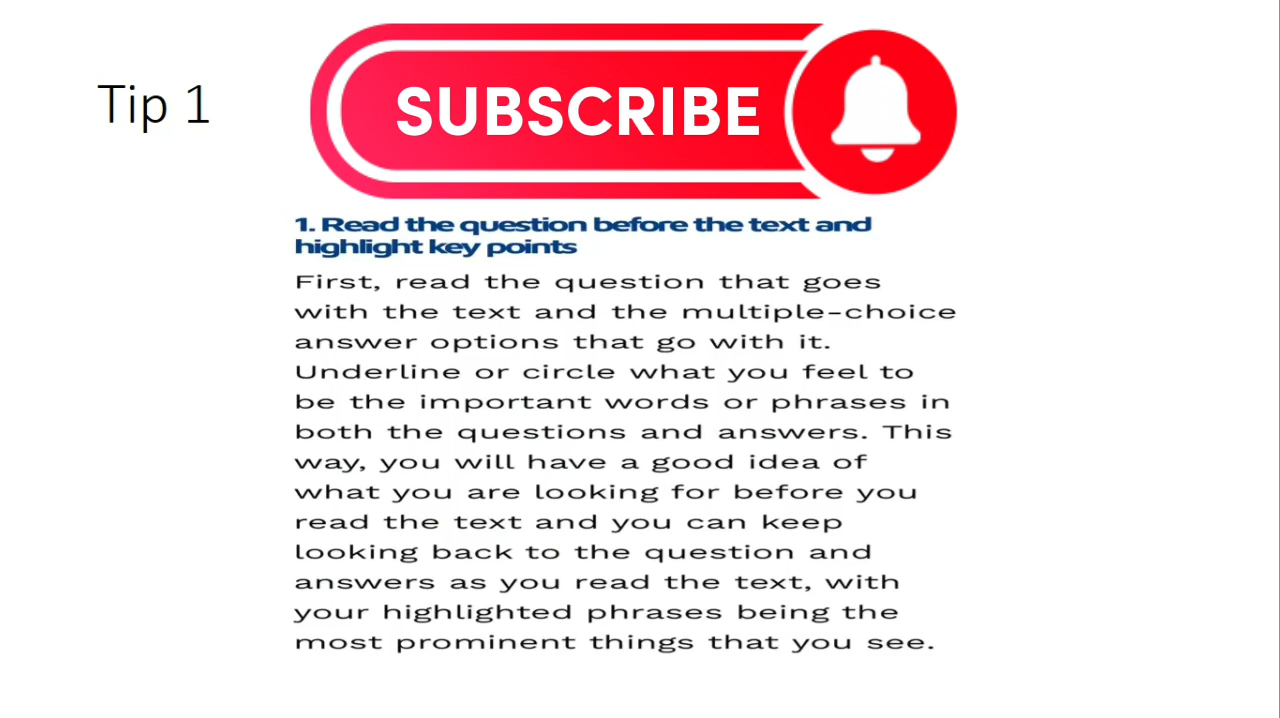 Tip 1
SUBSCRIBE
1. Read the question before the text and
highlight key points
First, read the question that goes
with the text and the multiple-choice
answer options that go with it.
Underline or circle what you feel to
be the important words or phrases in
both the questions and answers. This
way, you will have a good idea of
what you are looking for before you
read the text and you can keep
looking back to the question and
answers as you read the text, with
your highlighted phrases being the
most prominent things that you see.